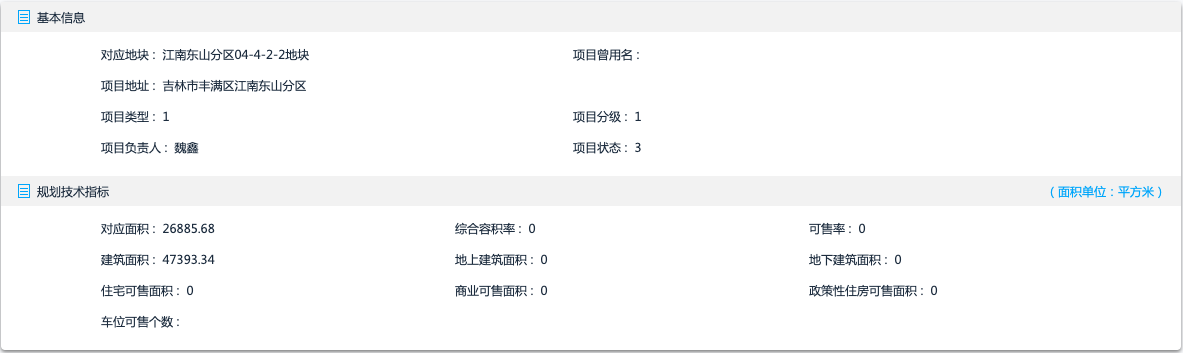 基本信息
对应地块： 江南东山分区04-4-2-2地块 项目曾用名：
项目地址： 吉林市丰满区江南东山分区
项目类型： 1 项目分级： 1
项目负责人： 魏鑫 项目状态： 3
规划技术指标 （ 面积单位：平方米 ）
对应面积： 26885.68 综合容积率： 0 可售率： 0
建筑面积： 47393.34 地上建筑面积： 0 地下建筑面积： 0
住宅可售面积： 0 商业可售面积： 0 政策性住房可售面积： 0
车位可售个数：